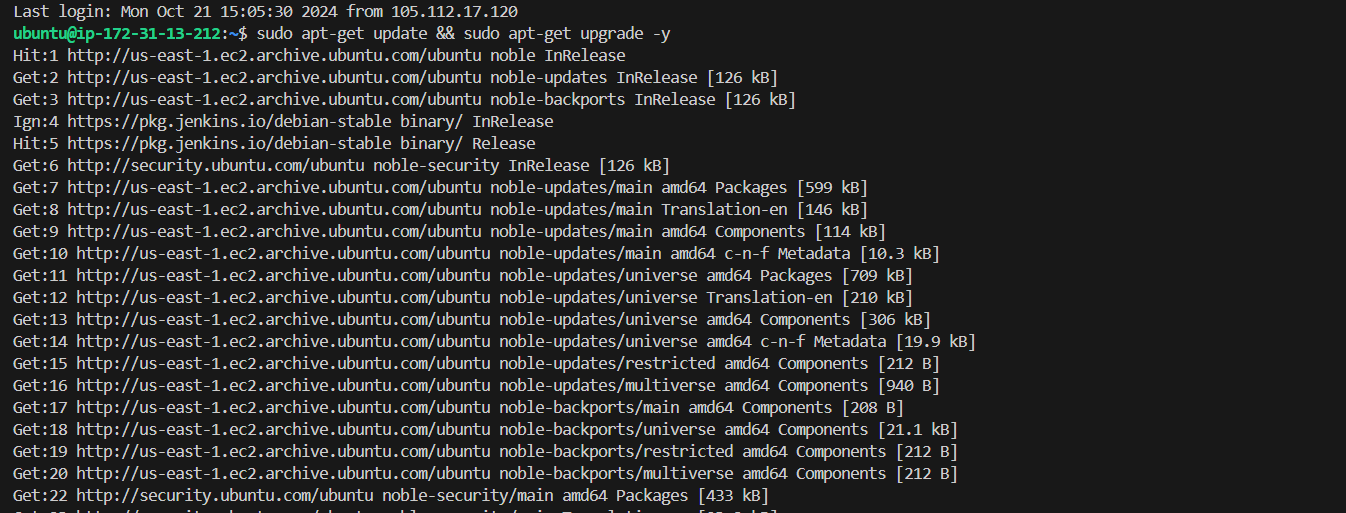 Last login: Mon Oct 21 15:05:30 2024 from 105.112.17.120
ubuntu@ip-172-31-13-212:~$ sudo apt-get update && sudo apt-get upgrade -y
Hit:1 http://us-east-1.ec2.archive.ubuntu.com/ubuntu noble InRelease
Get:2 http://us-east-1.ec2.archive.ubuntu.com/ubuntu noble-updates InRelease [126 kB]
Get:3 http://us-east-1.ec2.archive.ubuntu.com/ubuntu noble-backports InRelease [126 kB]
Ign:4 https://pkg.jenkins.io/debian-stable binary/ InRelease
Hit:5 https://pkg.jenkins.io/debian-stable binary/ Release
Get:6 http://security.ubuntu.com/ubuntu noble-security InRelease [126 kB]
Get:7 http://us-east-1.ec2.archive.ubuntu.com/ubuntu noble-updates/main amd64 Packages [599 kB]
Get:8 http://us-east-1.ec2.archive.ubuntu.com/ubuntu noble-updates/main Translation-en [146 kB]
Get:9 http://us-east-1.ec2.archive.ubuntu.com/ubuntu noble-updates/main amd64 Components [114 kB]
Get:10 http://us-east-1.ec2.archive.ubuntu.com/ubuntu noble-updates/main amd64 c-n-f Metadata [10.3 kB]
Get:11 http://us-east-1.ec2.archive.ubuntu.com/ubuntu noble-updates/universe amd64 Packages [709 kB]
Get:12 http://us-east-1.ec2.archive.ubuntu.com/ubuntu noble-updates/universe Translation-en [210 kB]
Get:13 http://us-east-1.ec2.archive.ubuntu.com/ubuntu noble-updates/universe amd64 Components [306 kB]
Get:14 http://us-east-1.ec2.archive.ubuntu.com/ubuntu noble-updates/universe amd64 c-n-f Metadata [19.9 kB]
Get:15 http://us-east-1.ec2.archive.ubuntu.com/ubuntu noble-updates/restricted amd64 Components [212 B]
Get:16 http://us-east-1.ec2.archive.ubuntu.com/ubuntu noble-updates/multiverse amd64 Components [940 B]
Get:17 http://us-east-1.ec2.archive.ubuntu.com/ubuntu noble-backports/main amd64 Components [208 B]
Get:18 http://us-east-1.ec2.archive.ubuntu.com/ubuntu noble-backports/universe amd64 Components [21.1 kB]
Get:19 http://us-east-1.ec2.archive.ubuntu.com/ubuntu noble-backports/restricted amd64 Components [212 B]
Get:20 http://us-east-1.ec2.archive.ubuntu.com/ubuntu noble-backports/multiverse amd64 Components [212 B]
Get:22 http://security.ubuntu.com/ubuntu noble-security/main amd64 Packages [433 kB]